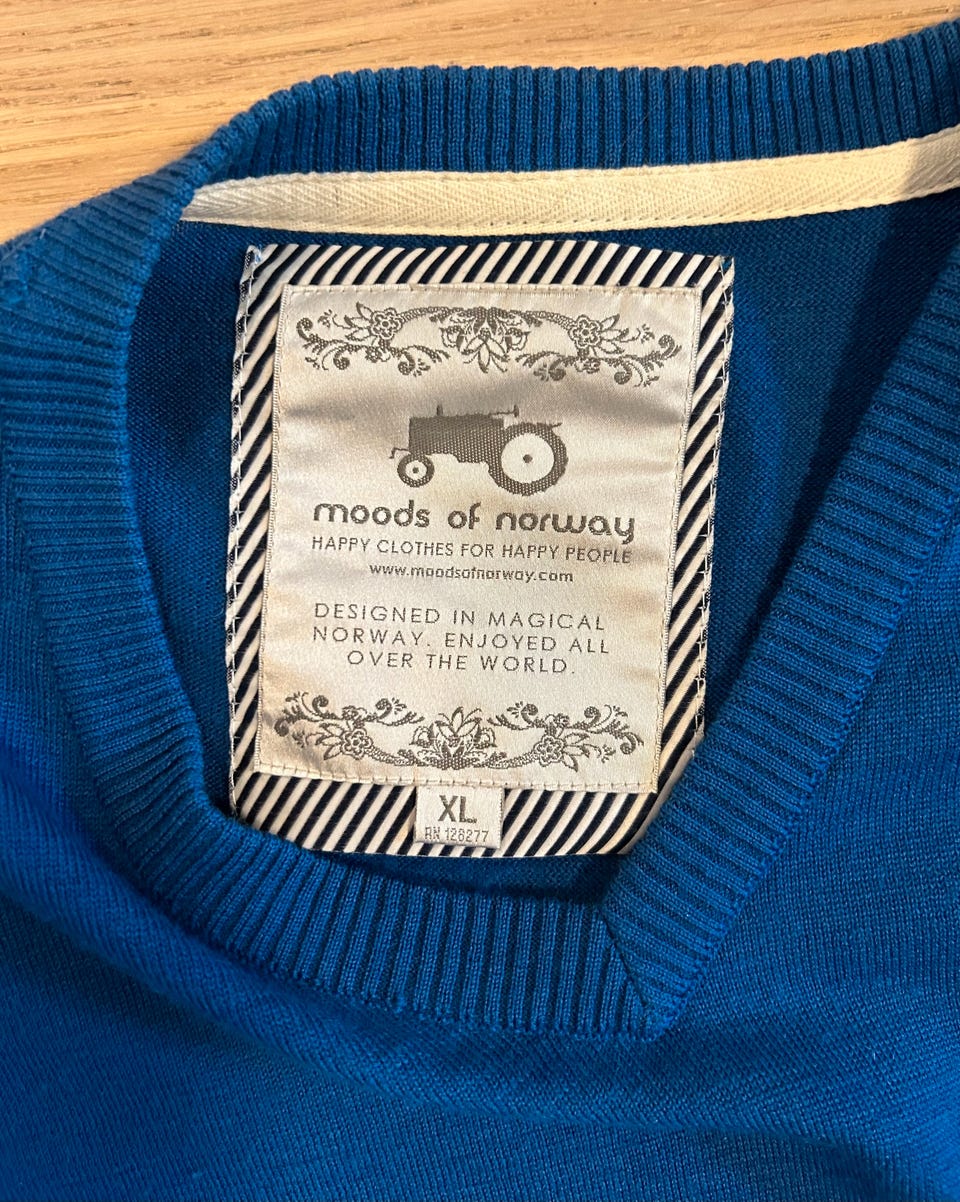 moods of norway
HAPPY CLOTHES FOR HAPPY PEOPLE
www.moodsofnorway.com
DESIGNED IN MAGICAL
NORWAY. ENJOYED ALL
OVER THE WORLD.
XL
RN 126277